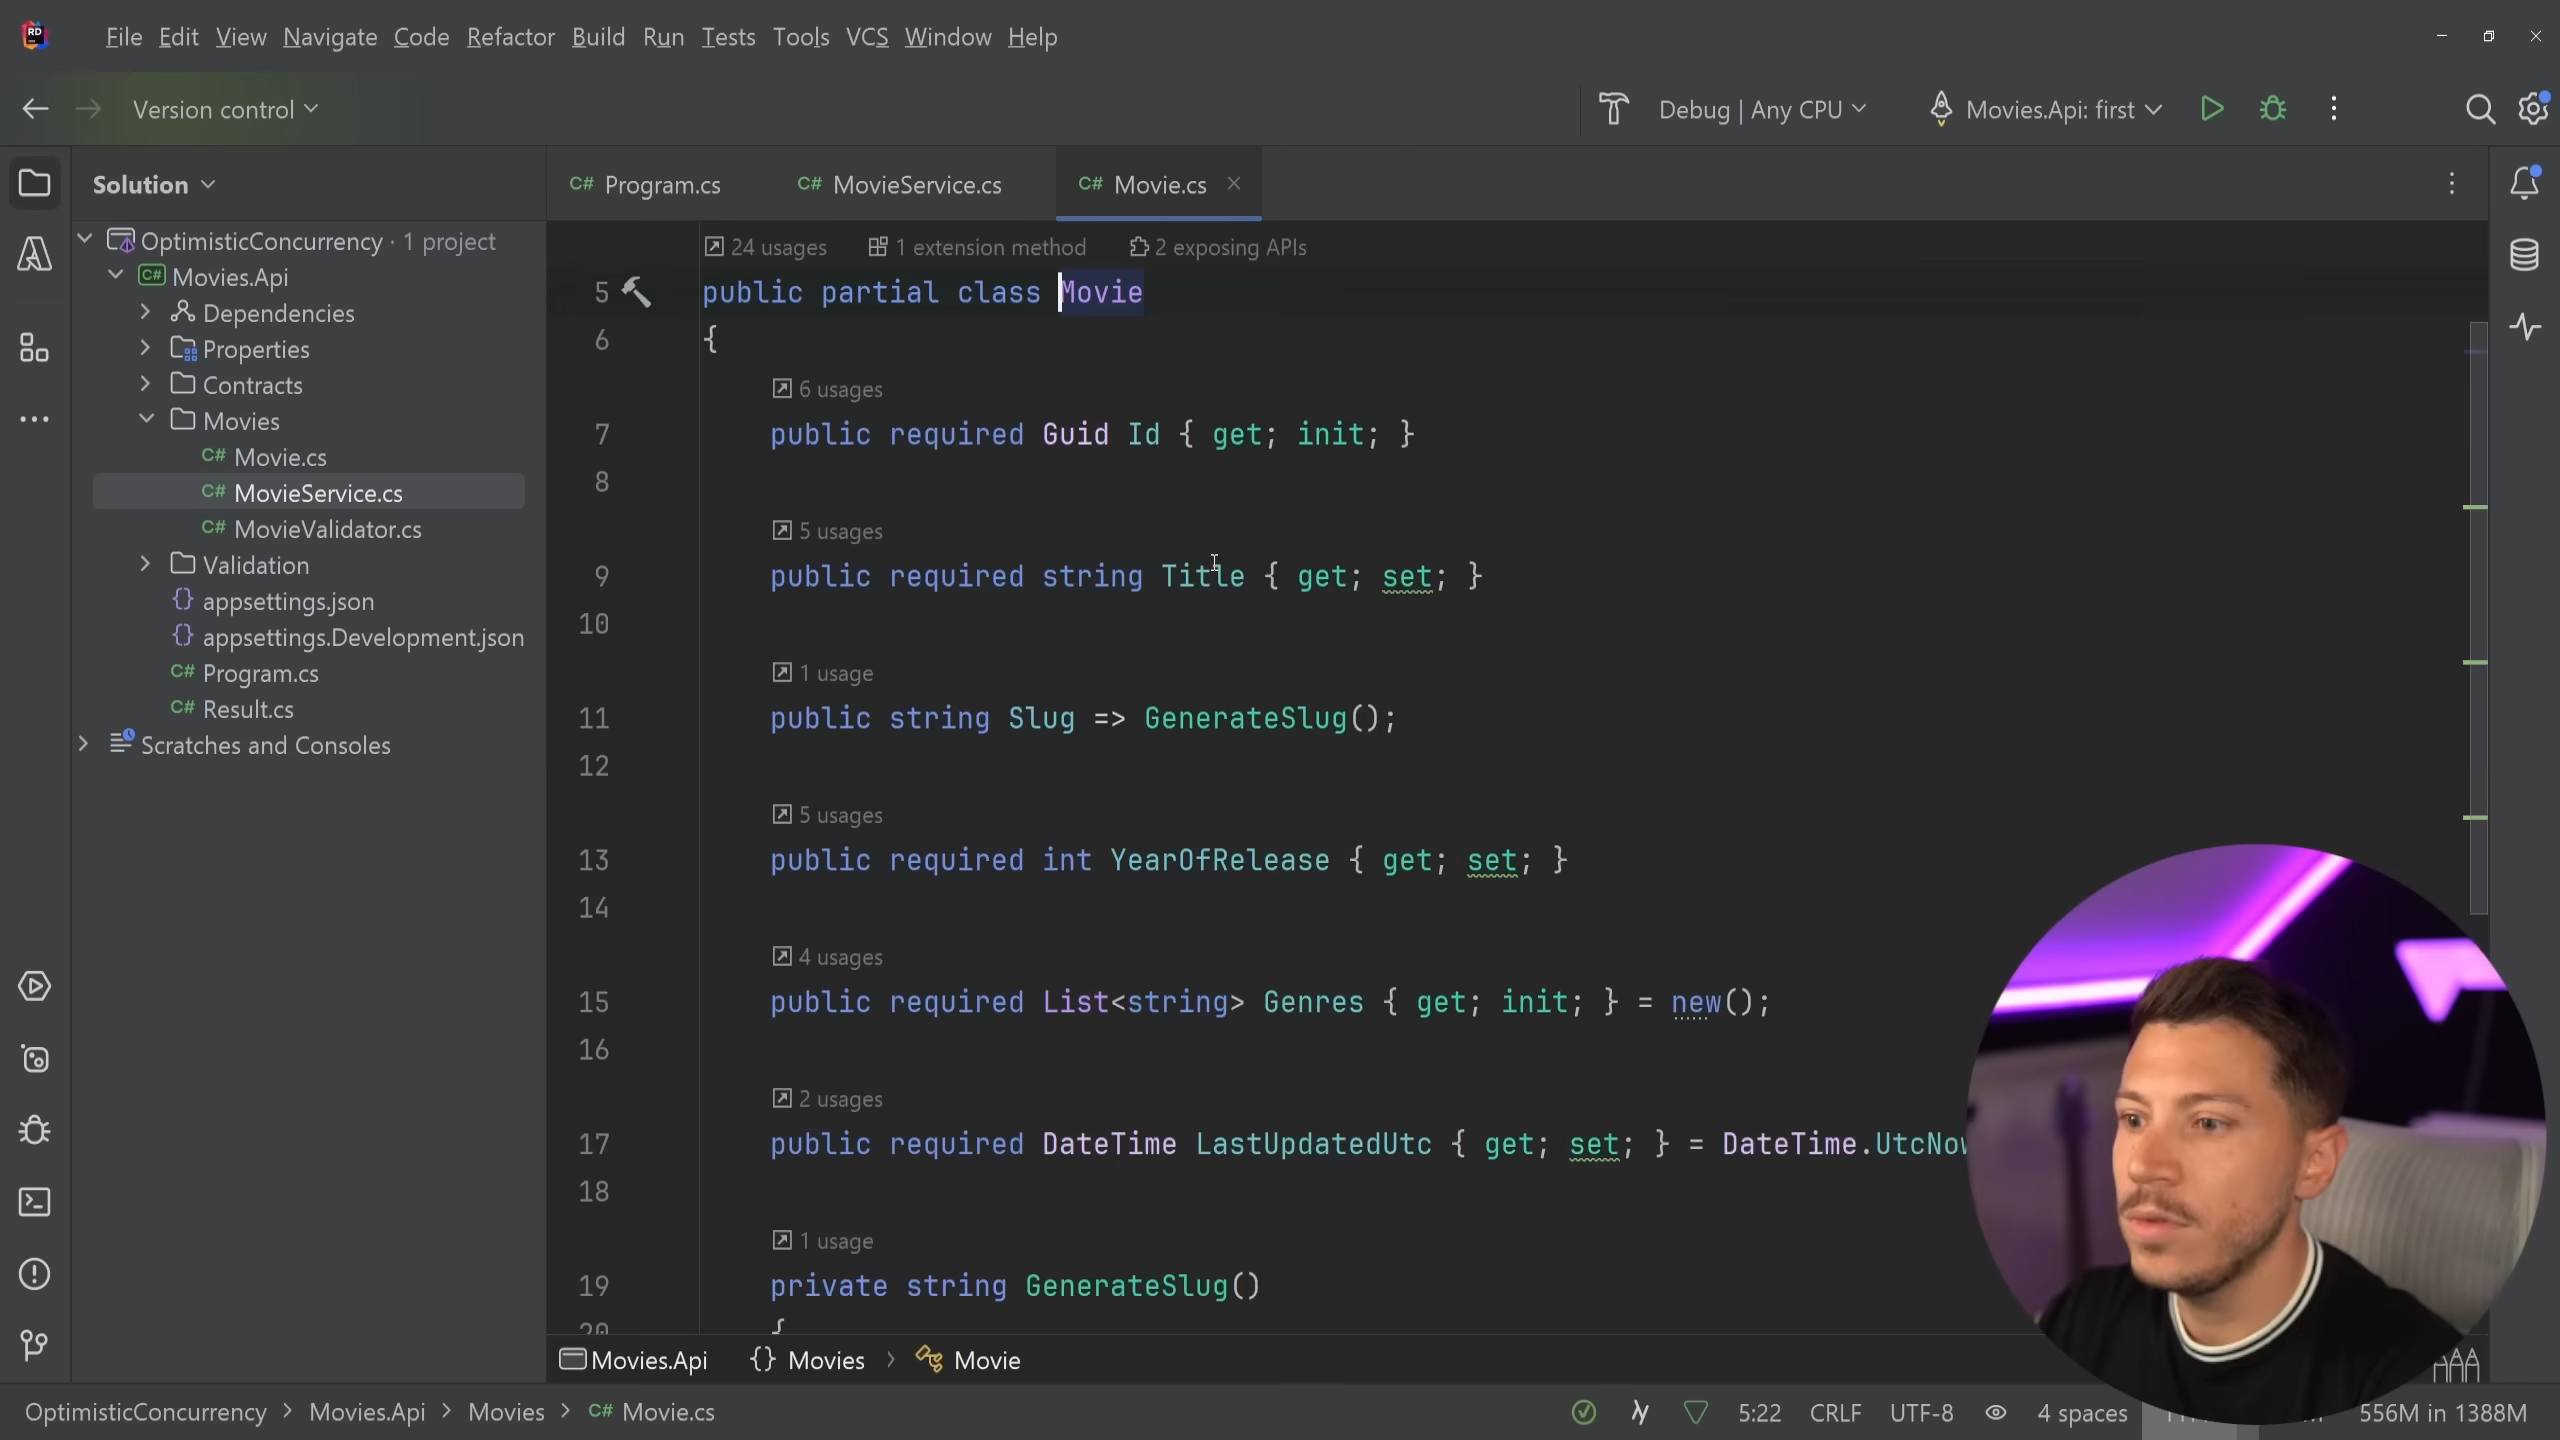 RD
File Edit View Navigate Code Refactor Build Run Tests Tools VCS Window Help
Version control
Debug | Any CPU
Movies.Api: first
Solution
C# Program.cs
C# MovieService.cs
C# Movie.cs
OptimisticConcurrency · 1 project
C# Movies.Api
Dependencies
Properties
Contracts
Movies
C# Movie.cs
C# MovieService.cs
C# MovieValidator.cs
Validation
{} appsettings.json
{} appsettings.Development.json
C# Program.cs
C# Result.cs
Scratches and Consoles
24 usages 1 extension method 2 exposing APIs
5 public partial class Movie
6 {
6 usages
7 public required Guid Id { get; init; }
8
5 usages
9 public required string Title { get; set; }
10
1 usage
11 public string Slug => GenerateSlug();
12
5 usages
13 public required int YearOfRelease { get; set; }
14
4 usages
15 public required List<string> Genres { get; init; } = new();
16
2 usages
17 public required DateTime LastUpdatedUtc { get; set; } = DateTime.UtcNow
18
1 usage
19 private string GenerateSlug()
20 {
Movies.Api {} Movies > Movie
OptimisticConcurrency > Movies.Api > Movies > C# Movie.cs
5:22 CRLF UTF-8 4 spaces
556M in 1388M